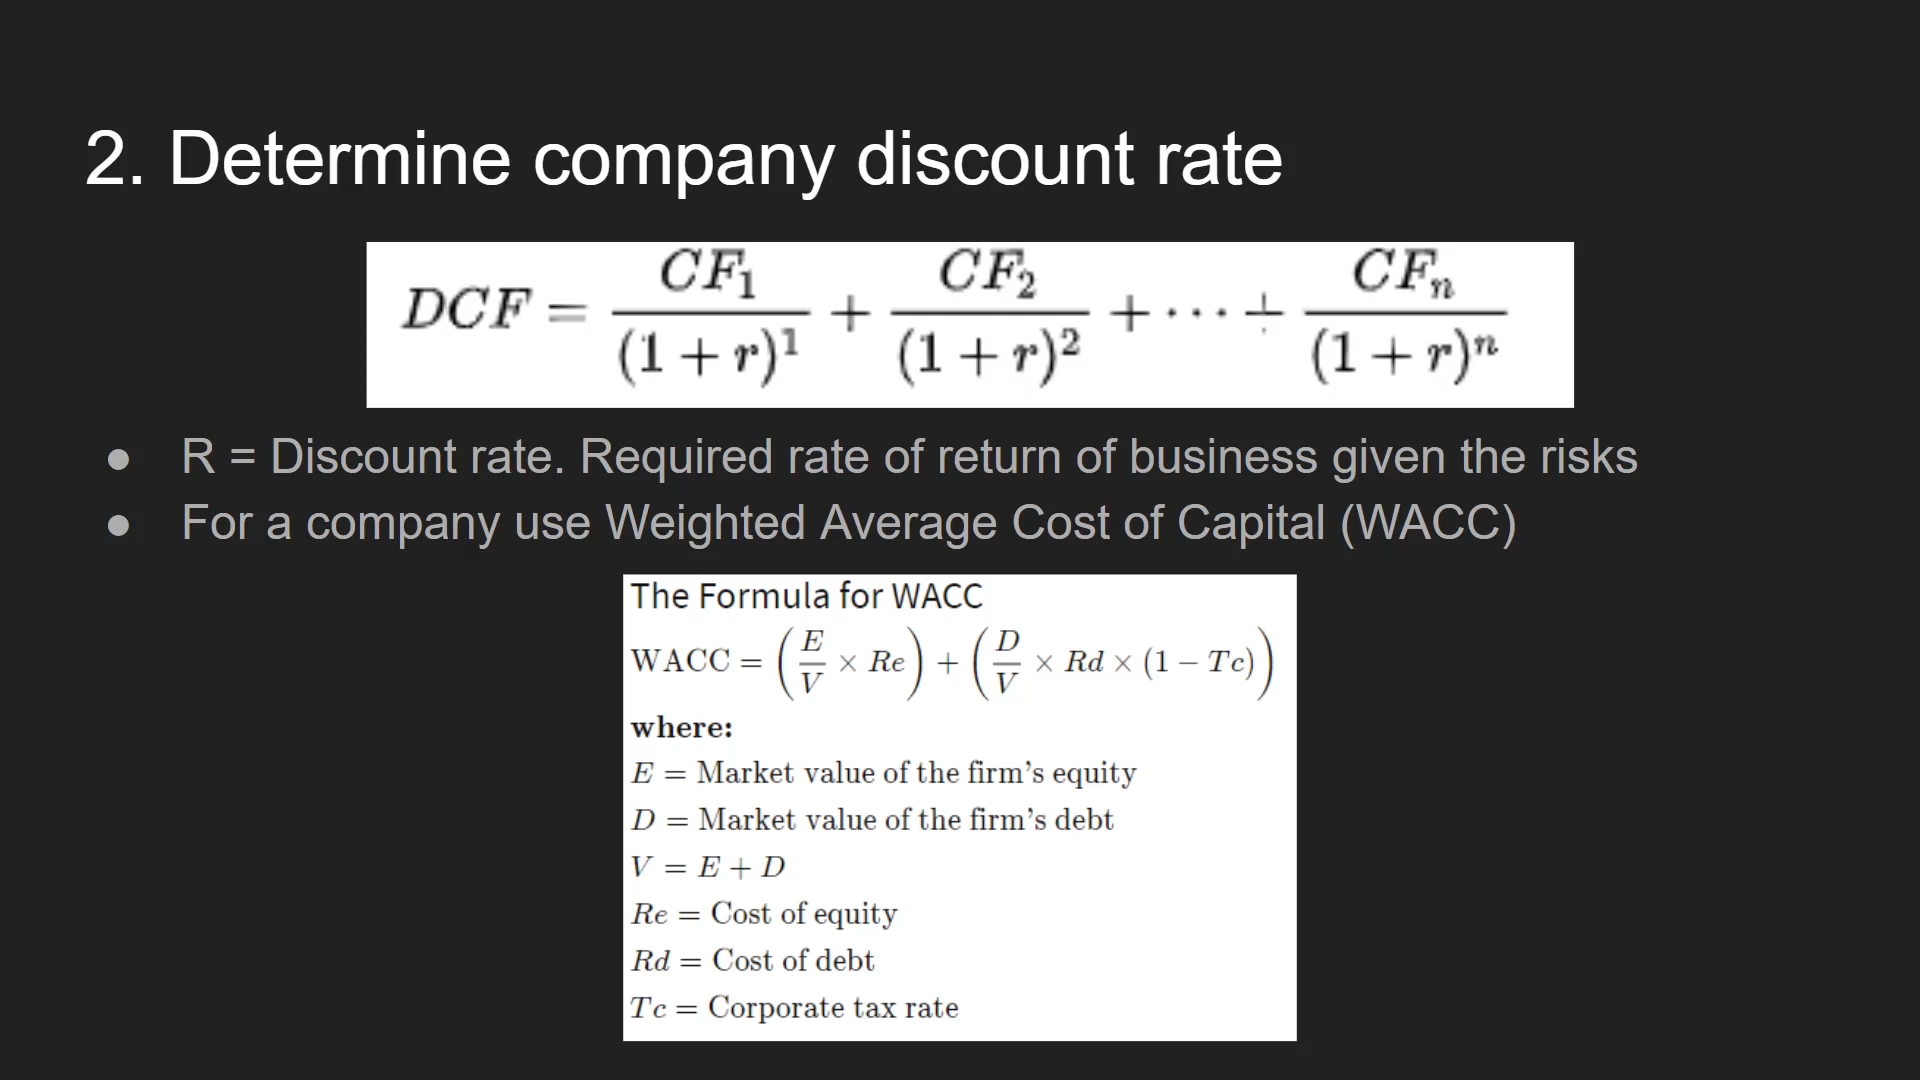 2. Determine company discount rate
DCF = CF₁/(1 + r)¹ + CF₂/(1 + r)² + ⋯ + CFₙ/(1 + r)ⁿ
● R = Discount rate. Required rate of return of business given the risks
● For a company use Weighted Average Cost of Capital (WACC)
The Formula for WACC
WACC = (E/V × Re) + (D/V × Rd × (1 − Tc))
where:
E = Market value of the firm’s equity
D = Market value of the firm’s debt
V = E + D
Re = Cost of equity
Rd = Cost of debt
Tc = Corporate tax rate